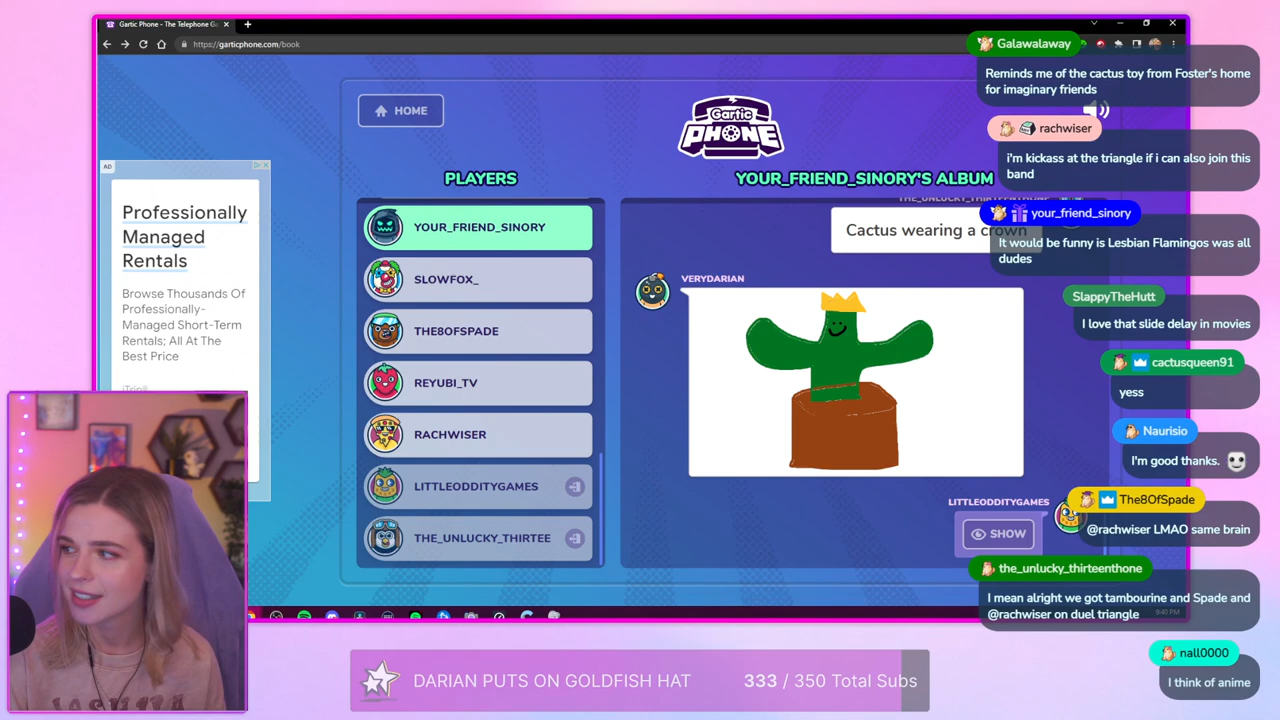 Gartic Phone - The Telephone Ga
https://garticphone.com/book
HOME
Gartic
PHONE
AD
Professionally
Managed
Rentals
Browse Thousands Of
Professionally-
Managed Short-Term
Rentals; All At The
Best Price
iTrip®
PLAYERS
YOUR_FRIEND_SINORY
SLOWFOX_
THE8OFSPADE
REYUBI_TV
RACHWISER
LITTLEODDITYGAMES
THE_UNLUCKY_THIRTEE
YOUR_FRIEND_SINORY'S ALBUM
Cactus wearing a crown
VERYDARIAN
LITTLEODDITYGAMES
SHOW
9:40 PM
Galawalaway
Reminds me of the cactus toy from Foster's home
for imaginary friends
rachwiser
i'm kickass at the triangle if i can also join this
band
your_friend_sinory
It would be funny is Lesbian Flamingos was all
dudes
SlappyTheHutt
I love that slide delay in movies
cactusqueen91
yess
Naurisio
I'm good thanks.
The8OfSpade
@rachwiser LMAO same brain
the_unlucky_thirteenthone
I mean alright we got tambourine and Spade and
@rachwiser on duel triangle
nall0000
I think of anime
DARIAN PUTS ON GOLDFISH HAT
333 / 350 Total Subs